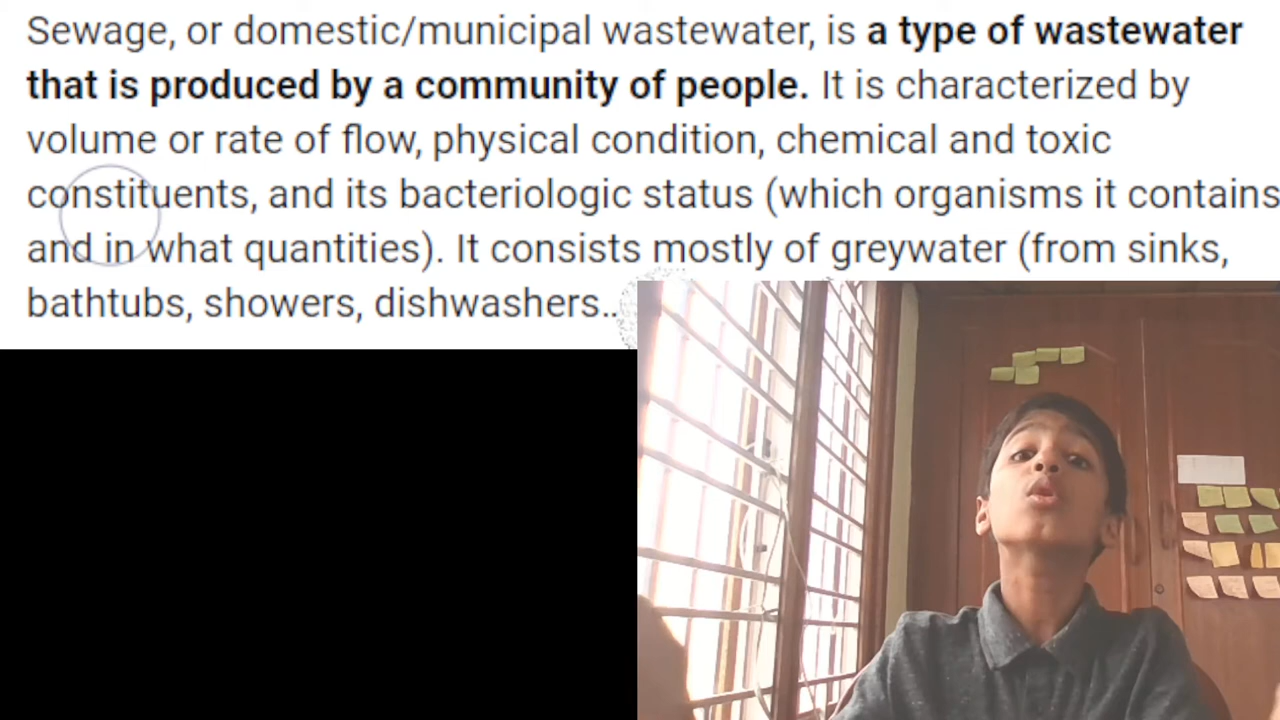 Sewage, or domestic/municipal wastewater, is a type of wastewater
that is produced by a community of people. It is characterized by
volume or rate of flow, physical condition, chemical and toxic
constituents, and its bacteriologic status (which organisms it contains
and in what quantities). It consists mostly of greywater (from sinks,
bathtubs, showers, dishwashers..